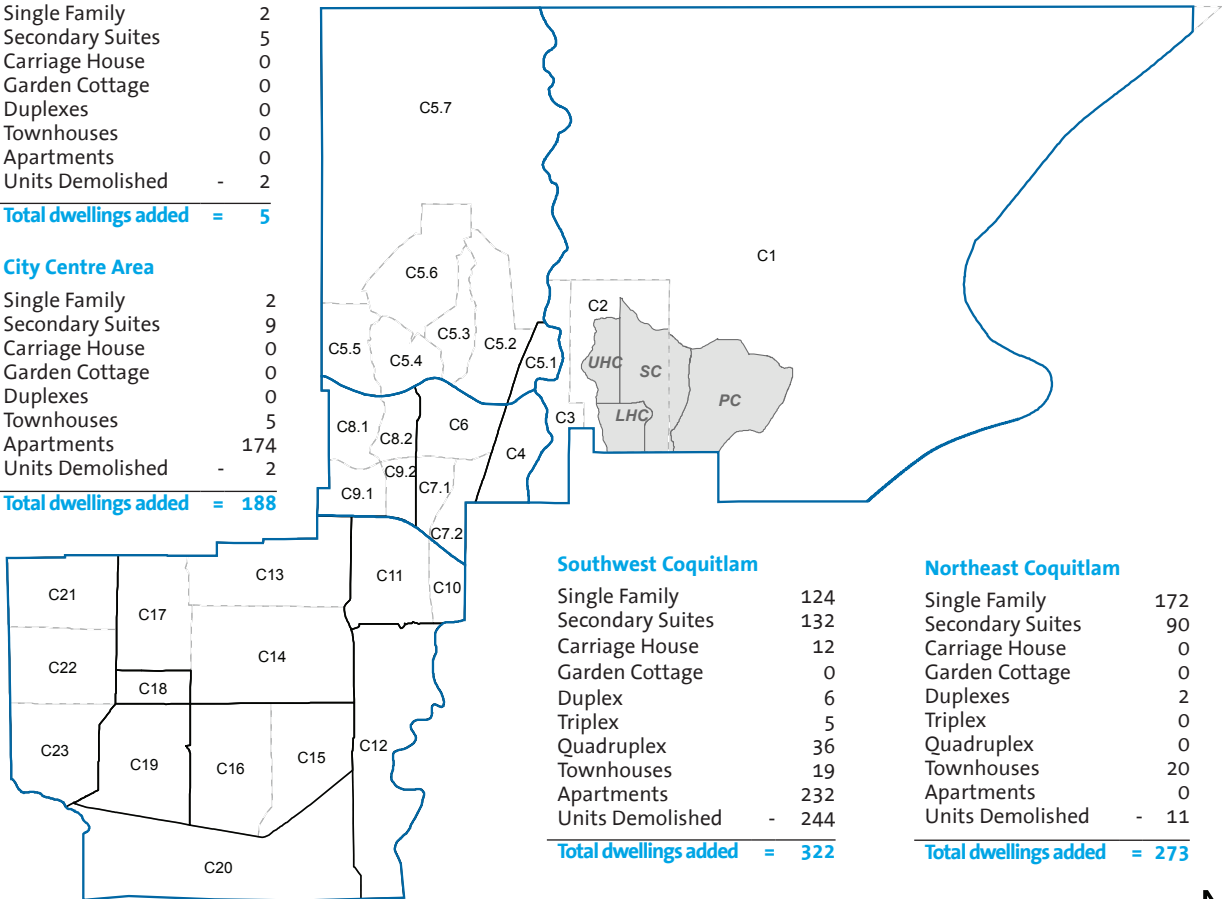 Single Family 2
Secondary Suites 5
Carriage House 0
Garden Cottage 0
Duplexes 0
Townhouses 0
Apartments 0
Units Demolished - 2
Total dwellings added = 5
City Centre Area
Single Family 2
Secondary Suites 9
Carriage House 0
Garden Cottage 0
Duplexes 0
Townhouses 5
Apartments 174
Units Demolished - 2
Total dwellings added = 188
C5.7
C1
C5.6
C2
C5.3
C5.2
C5.5
C5.4
C5.1
UHC
SC
PC
LHC
C3
C8.1
C8.2
C6
C4
C9.2
C9.1
C7.1
C7.2
C13
C11
C10
C21
C17
C14
C22
C18
C23
C19
C16
C15
C12
C20
Southwest Coquitlam
Single Family 124
Secondary Suites 132
Carriage House 12
Garden Cottage 0
Duplex 6
Triplex 5
Quadruplex 36
Townhouses 19
Apartments 232
Units Demolished - 244
Total dwellings added = 322
Northeast Coquitlam
Single Family 172
Secondary Suites 90
Carriage House 0
Garden Cottage 0
Duplexes 2
Triplex 0
Quadruplex 0
Townhouses 20
Apartments 0
Units Demolished - 11
Total dwellings added = 273